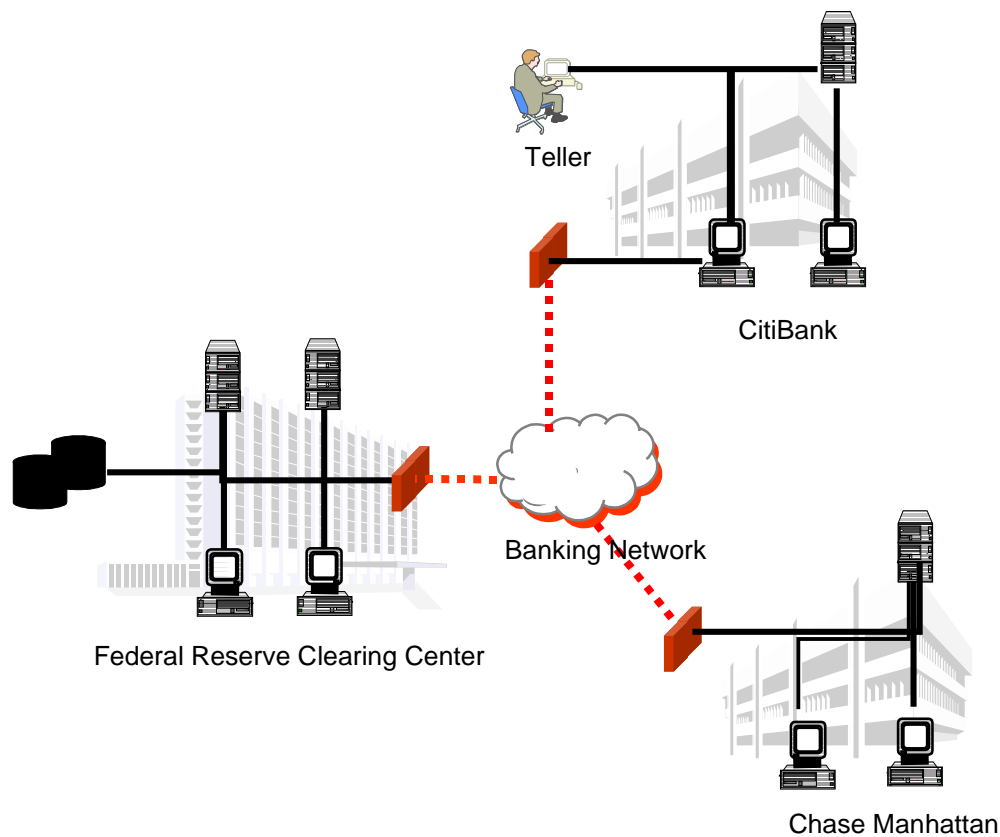 Teller
CitiBank
Banking Network
Federal Reserve Clearing Center
Chase Manhattan